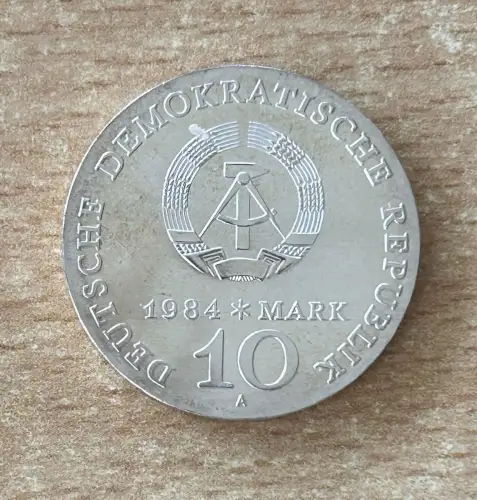 DEUTSCHE DEMOKRATISCHE REPUBLIK
1984 * MARK
10
A